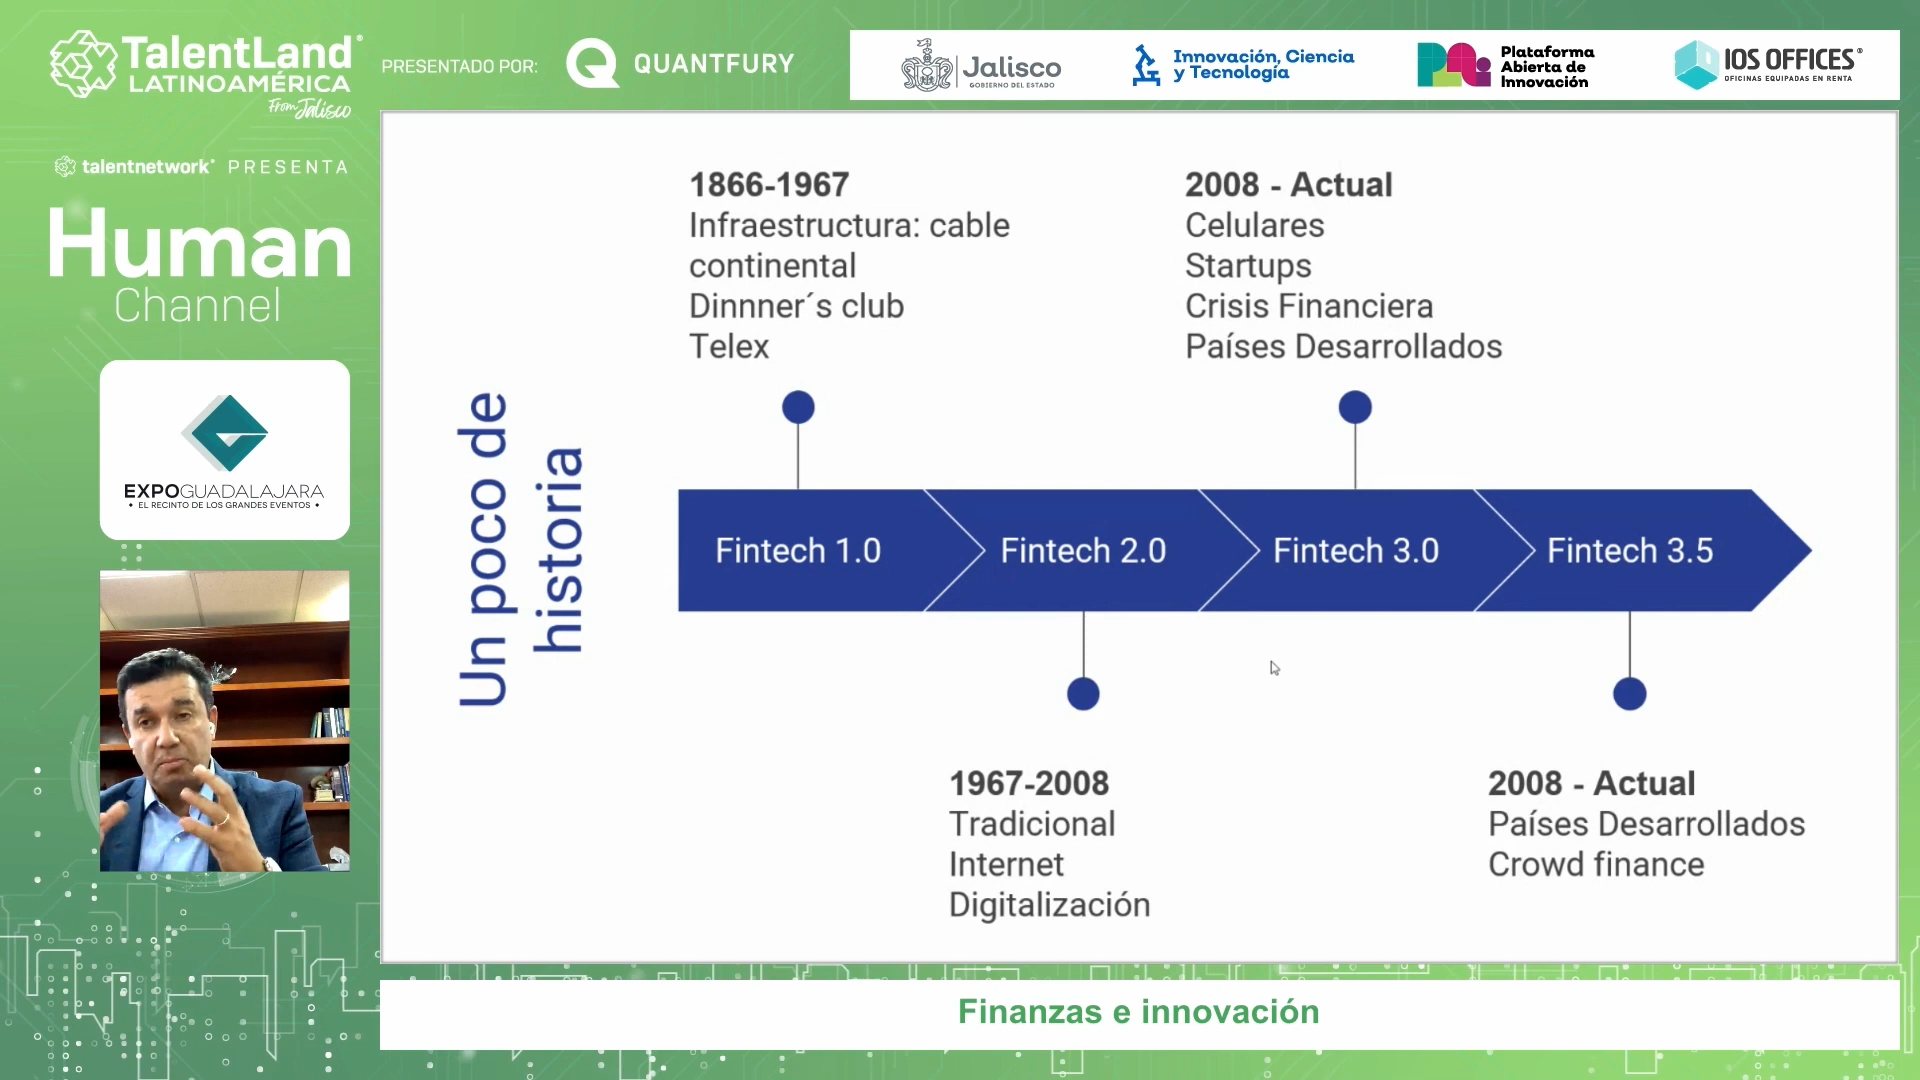 TalentLand®
LATINOAMÉRICA
From Jalisco
PRESENTADO POR:
QUANTFURY
Jalisco
GOBIERNO DEL ESTADO
Innovación, Ciencia
y Tecnología
Plataforma
Abierta de
Innovación
IOS OFFICES®
OFICINAS EQUIPADAS EN RENTA
talentnetwork® PRESENTA
Human
Channel
EXPOGUADALAJARA
• EL RECINTO DE LOS GRANDES EVENTOS •
Un poco de
historia
1866-1967
Infraestructura: cable
continental
Dinnner´s club
Telex
2008 - Actual
Celulares
Startups
Crisis Financiera
Países Desarrollados
Fintech 1.0
Fintech 2.0
Fintech 3.0
Fintech 3.5
1967-2008
Tradicional
Internet
Digitalización
2008 - Actual
Países Desarrollados
Crowd finance
Finanzas e innovación